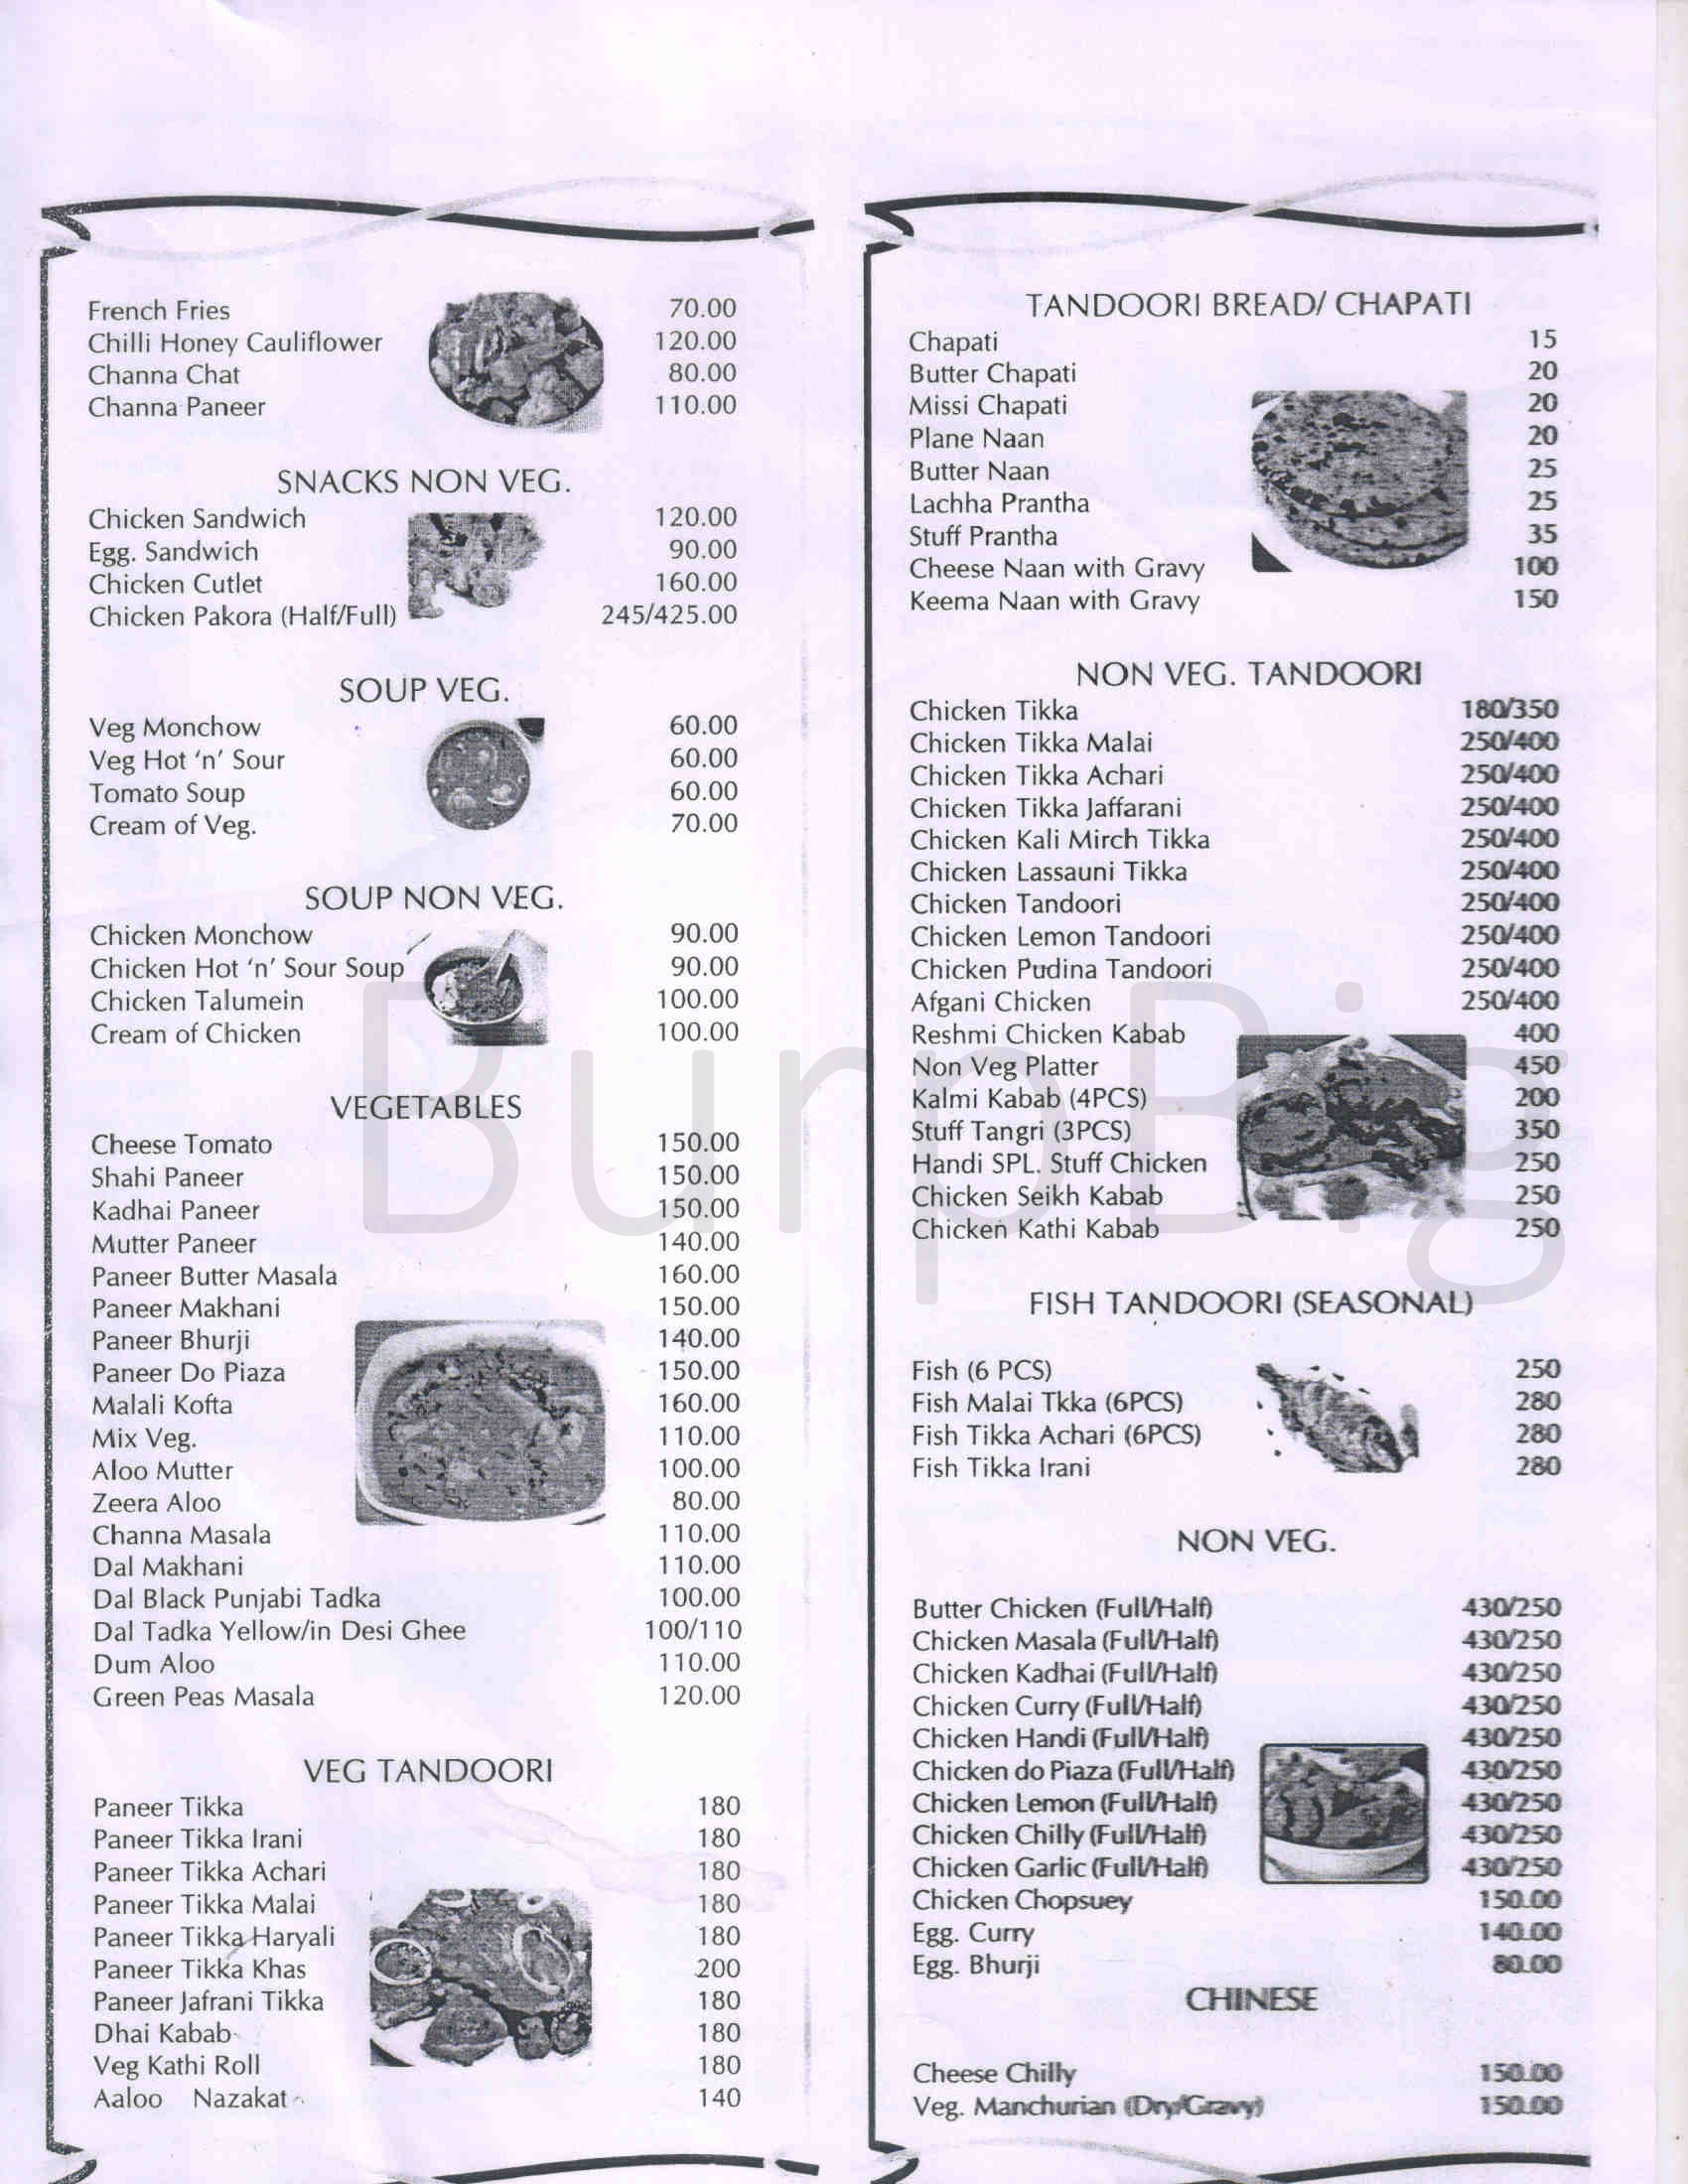 French Fries 70.00
Chilli Honey Cauliflower 120.00
Channa Chat 80.00
Channa Paneer 110.00
SNACKS NON VEG.
Chicken Sandwich 120.00
Egg. Sandwich 90.00
Chicken Cutlet 160.00
Chicken Pakora (Half/Full) 245/425.00
SOUP VEG.
Veg Monchow 60.00
Veg Hot ‘n’ Sour 60.00
Tomato Soup 60.00
Cream of Veg. 70.00
SOUP NON VEG.
Chicken Monchow 90.00
Chicken Hot ‘n’ Sour Soup 90.00
Chicken Talumein 100.00
Cream of Chicken 100.00
VEGETABLES
Cheese Tomato 150.00
Shahi Paneer 150.00
Kadhai Paneer 150.00
Mutter Paneer 140.00
Paneer Butter Masala 160.00
Paneer Makhani 150.00
Paneer Bhurji 140.00
Paneer Do Piaza 150.00
Malali Kofta 160.00
Mix Veg. 110.00
Aloo Mutter 100.00
Zeera Aloo 80.00
Channa Masala 110.00
Dal Makhani 110.00
Dal Black Punjabi Tadka 100.00
Dal Tadka Yellow/in Desi Ghee 100/110
Dum Aloo 110.00
Green Peas Masala 120.00
VEG TANDOORI
Paneer Tikka 180
Paneer Tikka Irani 180
Paneer Tikka Achari 180
Paneer Tikka Malai 180
Paneer Tikka Haryali 180
Paneer Tikka Khas 200
Paneer Jafrani Tikka 180
Dhai Kabab 180
Veg Kathi Roll 180
Aaloo Nazakat 140
TANDOORI BREAD/ CHAPATI
Chapati 15
Butter Chapati 20
Missi Chapati 20
Plane Naan 20
Butter Naan 25
Lachha Prantha 25
Stuff Prantha 35
Cheese Naan with Gravy 100
Keema Naan with Gravy 150
NON VEG. TANDOORI
Chicken Tikka 180/350
Chicken Tikka Malai 250/400
Chicken Tikka Achari 250/400
Chicken Tikka Jaffarani 250/400
Chicken Kali Mirch Tikka 250/400
Chicken Lassauni Tikka 250/400
Chicken Tandoori 250/400
Chicken Lemon Tandoori 250/400
Chicken Pudina Tandoori 250/400
Afgani Chicken 250/400
Reshmi Chicken Kabab 400
Non Veg Platter 450
Kalmi Kabab (4PCS) 200
Stuff Tangri (3PCS) 350
Handi SPL. Stuff Chicken 250
Chicken Seikh Kabab 250
Chicken Kathi Kabab 250
FISH TANDOORI (SEASONAL)
Fish (6 PCS) 250
Fish Malai Tkka (6PCS) 280
Fish Tikka Achari (6PCS) 280
Fish Tikka Irani 280
NON VEG.
Butter Chicken (Full/Half) 430/250
Chicken Masala (Full/Half) 430/250
Chicken Kadhai (Full/Half) 430/250
Chicken Curry (Full/Half) 430/250
Chicken Handi (Full/Half) 430/250
Chicken do Piaza (Full/Half) 430/250
Chicken Lemon (Full/Half) 430/250
Chicken Chilly (Full/Half) 430/250
Chicken Garlic (Full/Half) 430/250
Chicken Chopsuey 150.00
Egg. Curry 140.00
Egg. Bhurji 80.00
CHINESE
Cheese Chilly 150.00
Veg. Manchurian (Dry/Gravy) 150.00
BurpBig